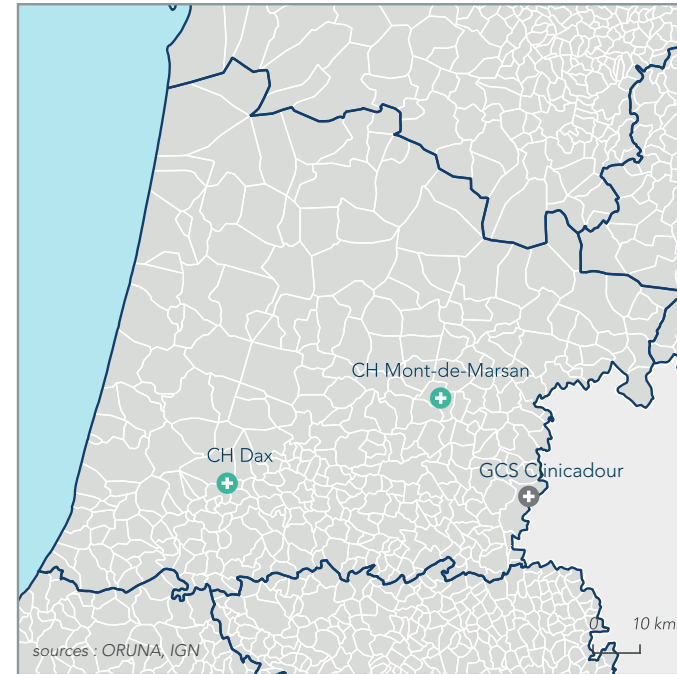 CH Mont-de-Marsan
CH Dax
GCS Clinicadour
0 10 km
sources : ORUNA, IGN